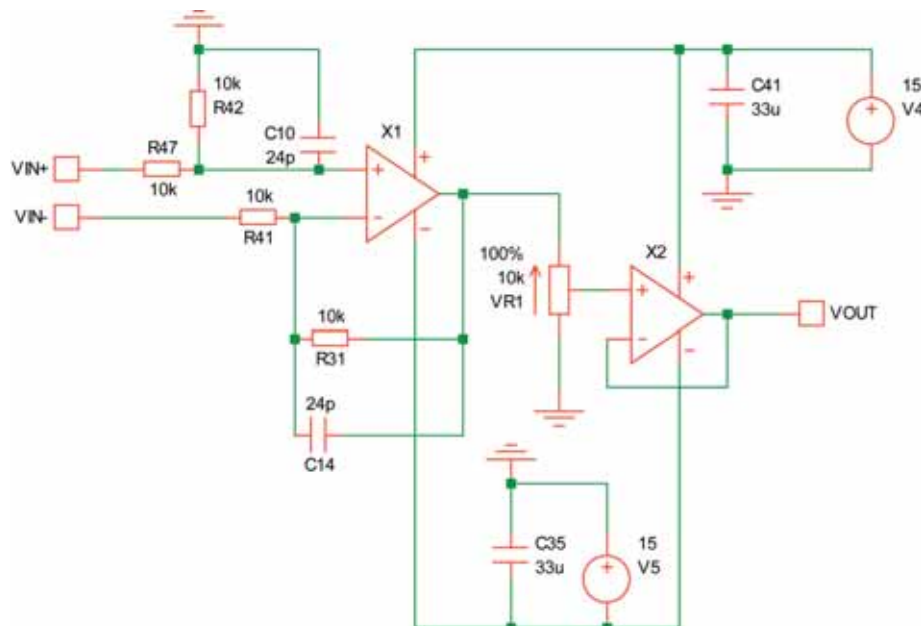 10k
R42
C10
24p
X1
+
-
+
-
C41
33u
15
V4
+
VIN+
R47
10k
VIN-
10k
R41
100%
10k
VR1
X2
+
-
+
-
VOUT
10k
R31
24p
C14
C35
33u
15
V5
+